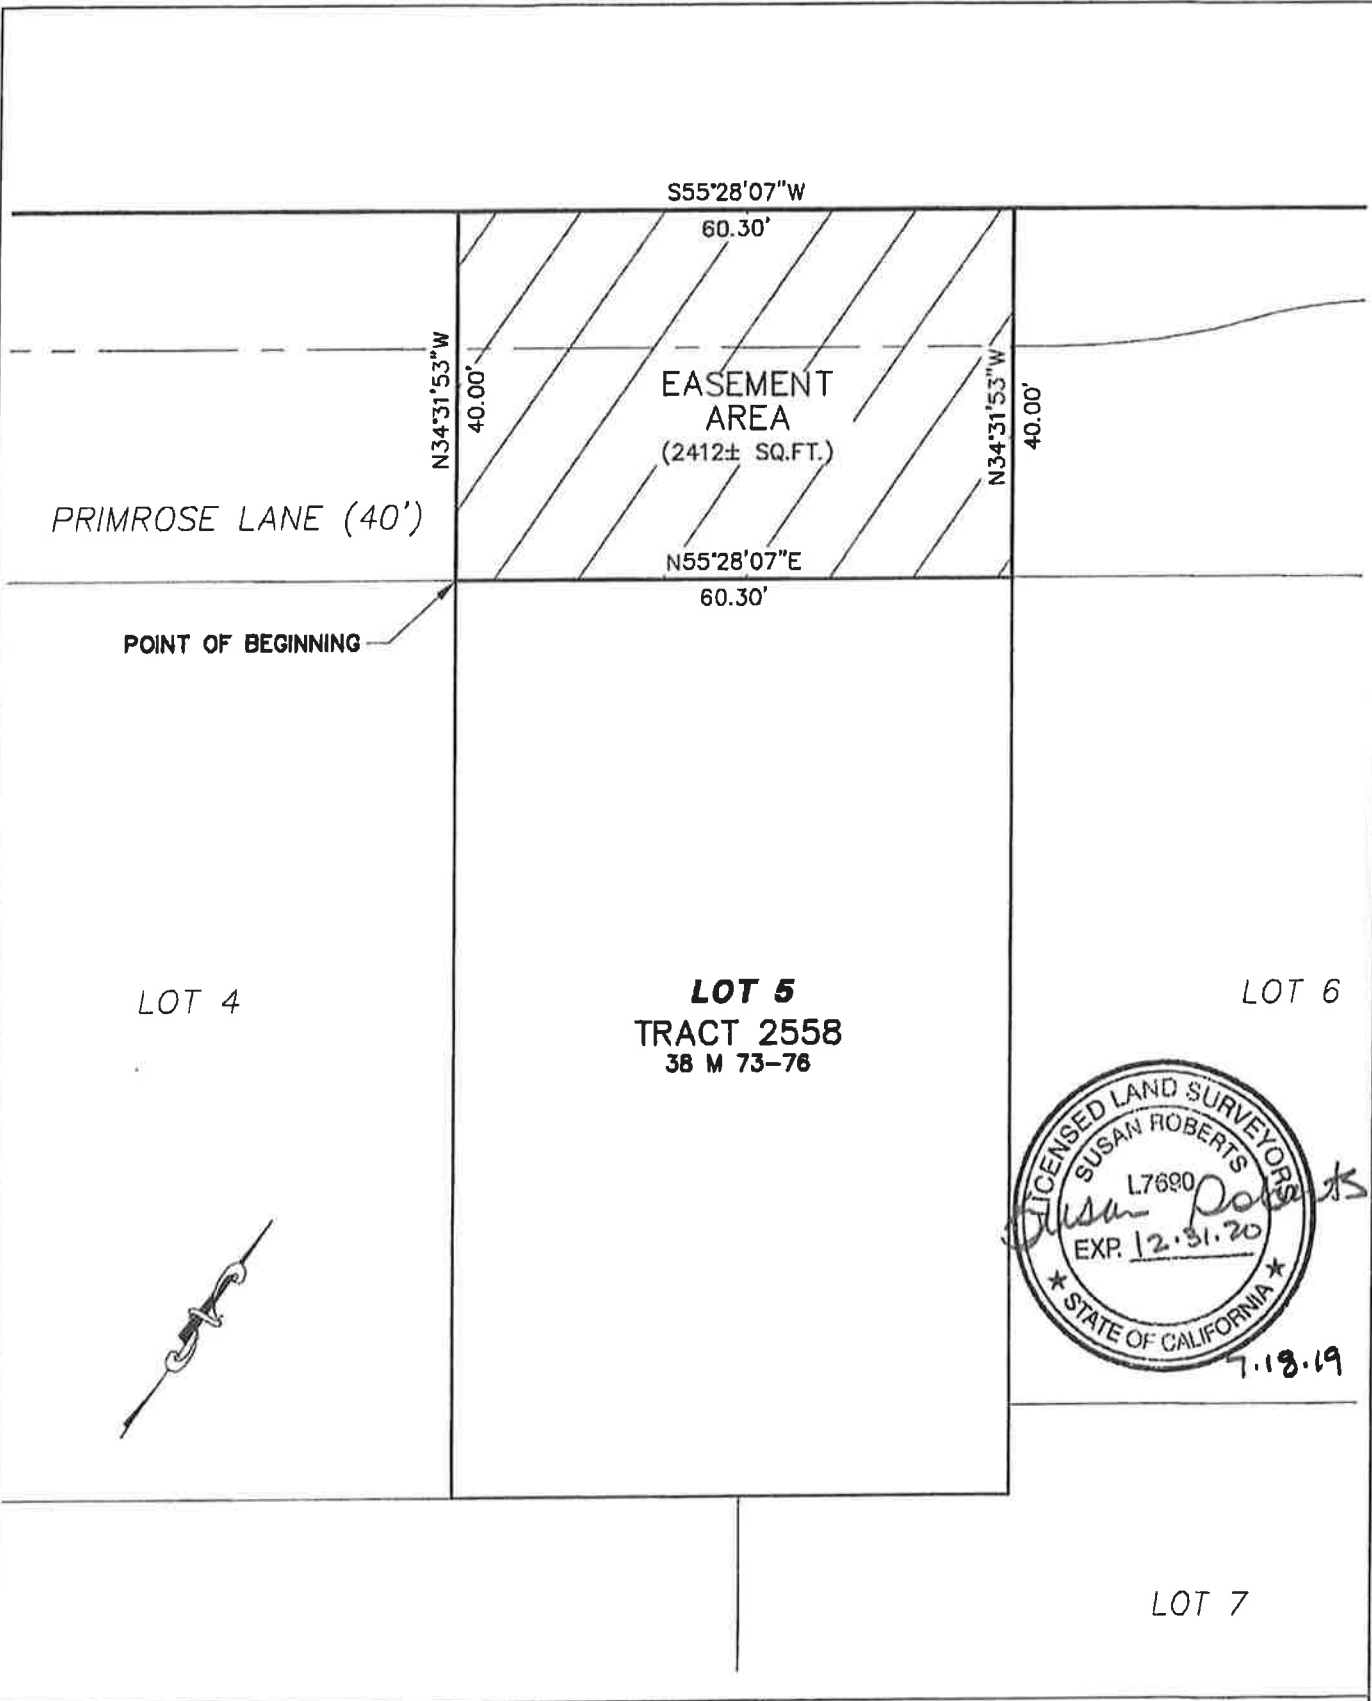 S55°28'07"W
60.30'
N34°31'53"W
40.00'
EASEMENT
AREA
(2412± SQ.FT.)
N34°31'53"W
40.00'
PRIMROSE LANE (40')
N55°28'07"E
60.30'
POINT OF BEGINNING
LOT 4
LOT 5
TRACT 2558
38 M 73-76
LOT 6
LICENSED LAND SURVEYORS
SUSAN ROBERTS
L7690
Susan Roberts
EXP. 12.31.20
★ STATE OF CALIFORNIA ★
7.18.19
LOT 7